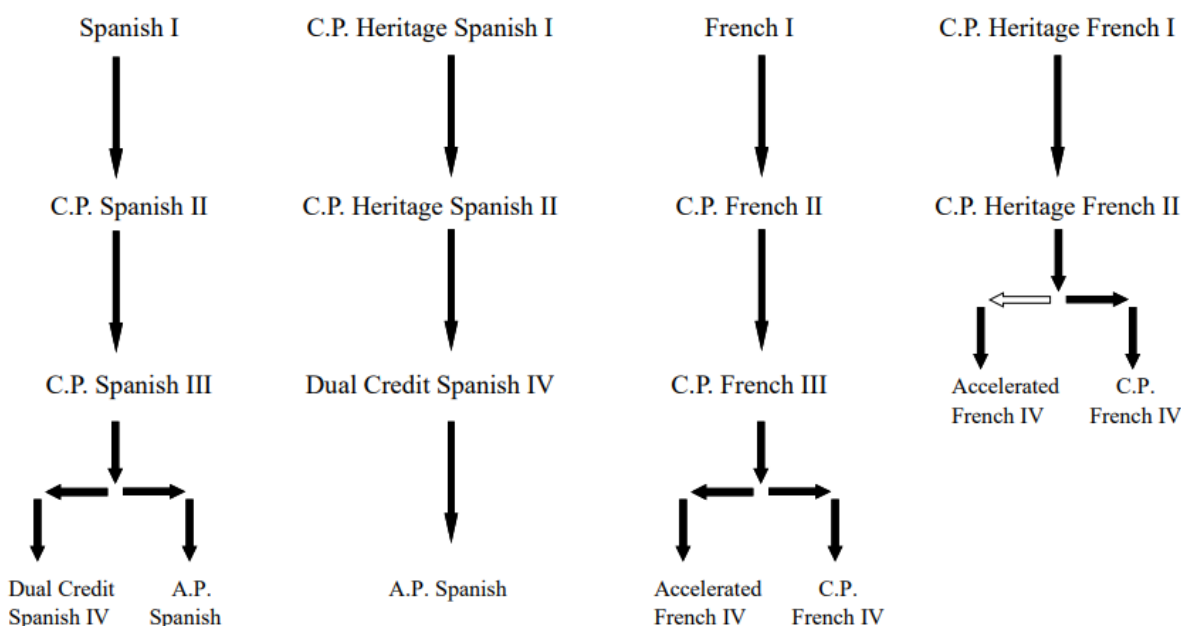 Spanish I
C.P. Heritage Spanish I
French I
C.P. Heritage French I
C.P. Spanish II
C.P. Heritage Spanish II
C.P. French II
C.P. Heritage French II
C.P. Spanish III
Dual Credit Spanish IV
C.P. French III
Accelerated
French IV
C.P.
French IV
Dual Credit
Spanish IV
A.P.
Spanish
A.P. Spanish
Accelerated
French IV
C.P.
French IV